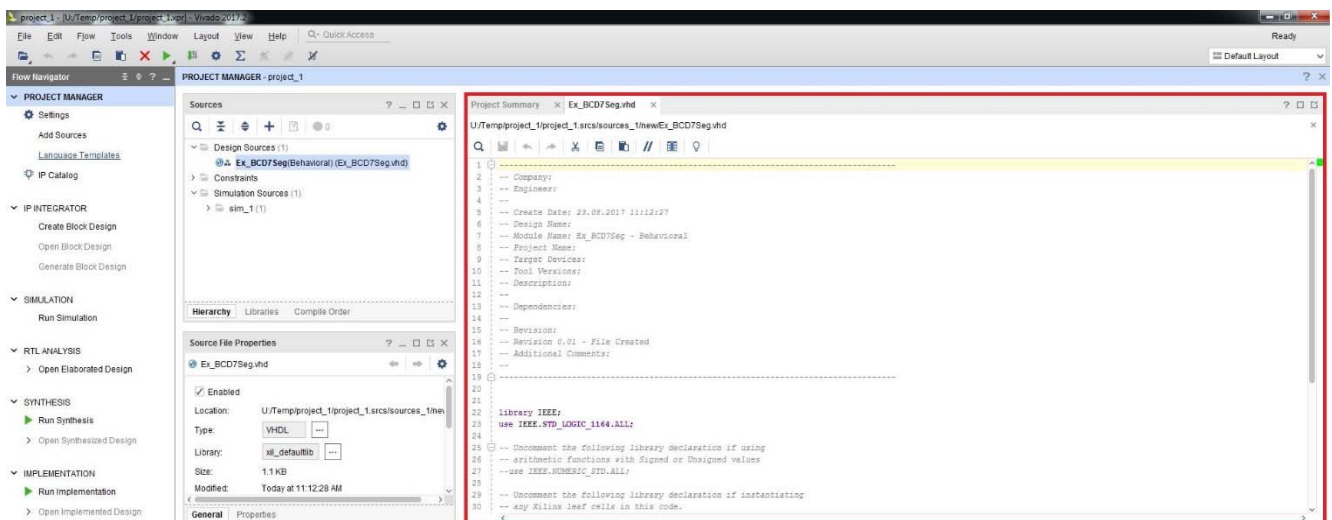 project_1 - [U:/Temp/project_1/project_1.xpr] - Vivado 2017.2
File Edit Flow Tools Window Layout View Help Quick Access
Ready
Default Layout
Flow Navigator
PROJECT MANAGER
Settings
Add Sources
Language Templates
IP Catalog
IP INTEGRATOR
Create Block Design
Open Block Design
Generate Block Design
SIMULATION
Run Simulation
RTL ANALYSIS
Open Elaborated Design
SYNTHESIS
Run Synthesis
Open Synthesized Design
IMPLEMENTATION
Run Implementation
Open Implemented Design
PROJECT MANAGER - project_1
Sources
0
Design Sources (1)
Ex_BCD7Seg(Behavioral) (Ex_BCD7Seg.vhd)
Constraints
Simulation Sources (1)
sim_1 (1)
Hierarchy Libraries Compile Order
Source File Properties
Ex_BCD7Seg.vhd
Enabled
Location: U:/Temp/project_1/project_1.srcs/sources_1/new
Type: VHDL ...
Library: xil_defaultlib ...
Size: 1.1 KB
Modified: Today at 11:12:28 AM
General Properties
Project Summary Ex_BCD7Seg.vhd
U:/Temp/project_1/project_1.srcs/sources_1/new/Ex_BCD7Seg.vhd
1 ----------------------------------------------------------------------------------
2 -- Company:
3 -- Engineer:
4 --
5 -- Create Date: 23.08.2017 11:12:27
6 -- Design Name:
7 -- Module Name: Ex_BCD7Seg - Behavioral
8 -- Project Name:
9 -- Target Devices:
10 -- Tool Versions:
11 -- Description:
12 --
13 -- Dependencies:
14 --
15 -- Revision:
16 -- Revision 0.01 - File Created
17 -- Additional Comments:
18 --
19 ----------------------------------------------------------------------------------
20
21
22 library IEEE;
23 use IEEE.STD_LOGIC_1164.ALL;
24
25 -- Uncomment the following library declaration if using
26 -- arithmetic functions with Signed or Unsigned values
27 --use IEEE.NUMERIC_STD.ALL;
28
29 -- Uncomment the following library declaration if instantiating
30 -- any Xilinx leaf cells in this code.